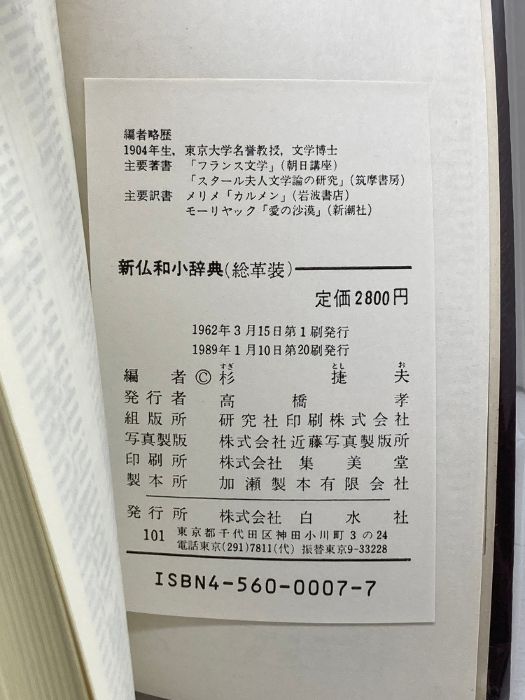 編者略歴
1904年生，東京大学名誉教授，文学博士
主要著書　「フランス文学」（朝日講座）
「スタール夫人文学論の研究」（筑摩書房）
主要訳書　メリメ「カルメン」（岩波書店）
モーリヤック「愛の沙漠」（新潮社）
新仏和小辞典（総革装）
定価2800円
1962年3月15日第1刷発行
1989年1月10日第20刷発行
編者 © 杉捷夫
すぎ とし お
発行者 高橋孝
組版所 研究社印刷株式会社
写真製版 株式会社近藤写真製版所
印刷所 株式会社集美堂
製本所 加瀬製本有限会社
発行所 株式会社白水社
101 東京都千代田区神田小川町3の24
電話東京(291)7811(代) 振替東京9-33228
ISBN4-560-0007-7